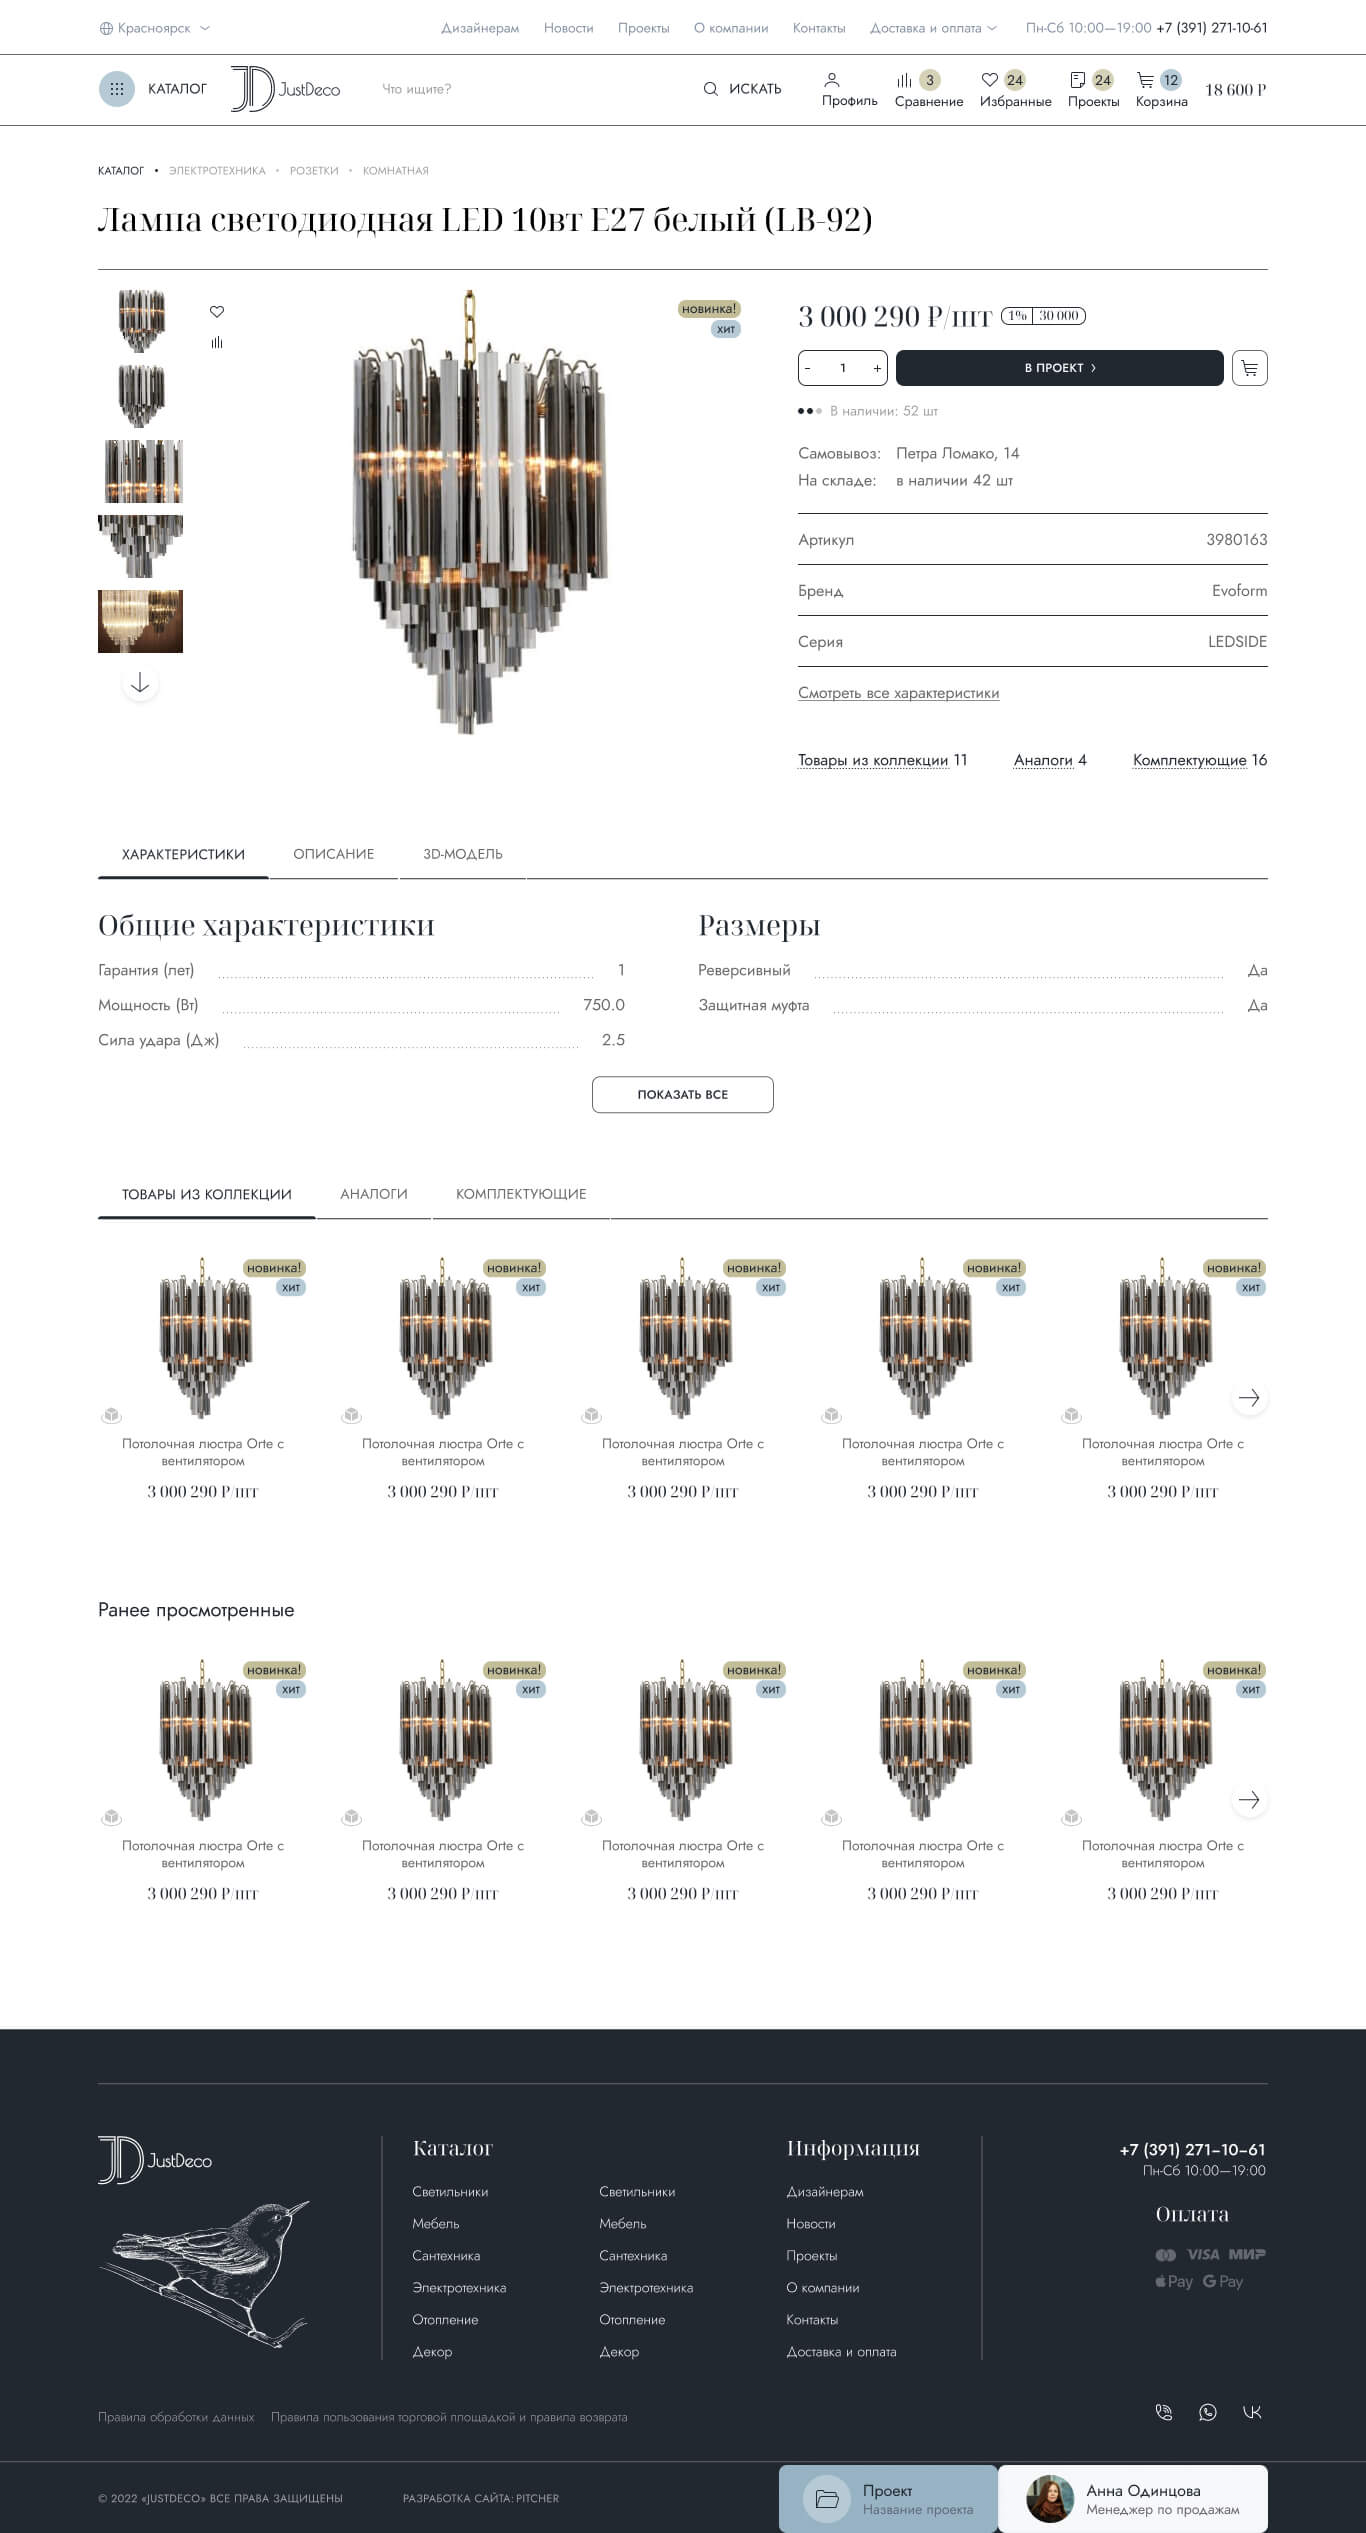 Красноярск
Дизайнерам Новости Проекты О компании Контакты Доставка и оплата Пн-Сб 10:00—19:00 +7 (391) 271-10-61
КАТАЛОГ JD JustDeco Что ищите? ИСКАТЬ
3 24 24 12
Профиль Сравнение Избранные Проекты Корзина 18 600 ₽
КАТАЛОГ • ЭЛЕКТРОТЕХНИКА • РОЗЕТКИ • КОМНАТНАЯ
Лампа светодиодная LED 10вт E27 белый (LB-92)
новинка!
хит
3 000 290 ₽/шт 1% 30 000
- 1 + В ПРОЕКТ
В наличии: 52 шт
Самовывоз: Петра Ломако, 14
На складе: в наличии 42 шт
Артикул 3980163
Бренд Evoform
Серия LEDSIDE
Смотреть все характеристики
Товары из коллекции 11 Аналоги 4 Комплектующие 16
ХАРАКТЕРИСТИКИ ОПИСАНИЕ 3D-МОДЕЛЬ
Общие характеристики
Гарантия (лет) 1
Мощность (Вт) 750.0
Сила удара (Дж) 2.5
Размеры
Реверсивный Да
Защитная муфта Да
ПОКАЗАТЬ ВСЕ
ТОВАРЫ ИЗ КОЛЛЕКЦИИ АНАЛОГИ КОМПЛЕКТУЮЩИЕ
новинка! новинка! новинка! новинка! новинка!
хит хит хит хит хит
Потолочная люстра Orte с Потолочная люстра Orte с Потолочная люстра Orte с Потолочная люстра Orte с Потолочная люстра Orte с
вентилятором вентилятором вентилятором вентилятором вентилятором
3 000 290 ₽/шт 3 000 290 ₽/шт 3 000 290 ₽/шт 3 000 290 ₽/шт 3 000 290 ₽/шт
Ранее просмотренные
новинка! новинка! новинка! новинка! новинка!
хит хит хит хит хит
Потолочная люстра Orte с Потолочная люстра Orte с Потолочная люстра Orte с Потолочная люстра Orte с Потолочная люстра Orte с
вентилятором вентилятором вентилятором вентилятором вентилятором
3 000 290 ₽/шт 3 000 290 ₽/шт 3 000 290 ₽/шт 3 000 290 ₽/шт 3 000 290 ₽/шт
JD JustDeco
Каталог
Светильники Светильники
Мебель Мебель
Сантехника Сантехника
Электротехника Электротехника
Отопление Отопление
Декор Декор
Информация
Дизайнерам
Новости
Проекты
О компании
Контакты
Доставка и оплата
+7 (391) 271–10–61
Пн-Сб 10:00—19:00
Оплата
VISA МИР
Pay G Pay
Правила обработки данных Правила пользования торговой площадкой и правила возврата
© 2022 «JUSTDECO» ВСЕ ПРАВА ЗАЩИЩЕНЫ РАЗРАБОТКА САЙТА: PITCHER
Проект
Название проекта
Анна Одинцова
Менеджер по продажам